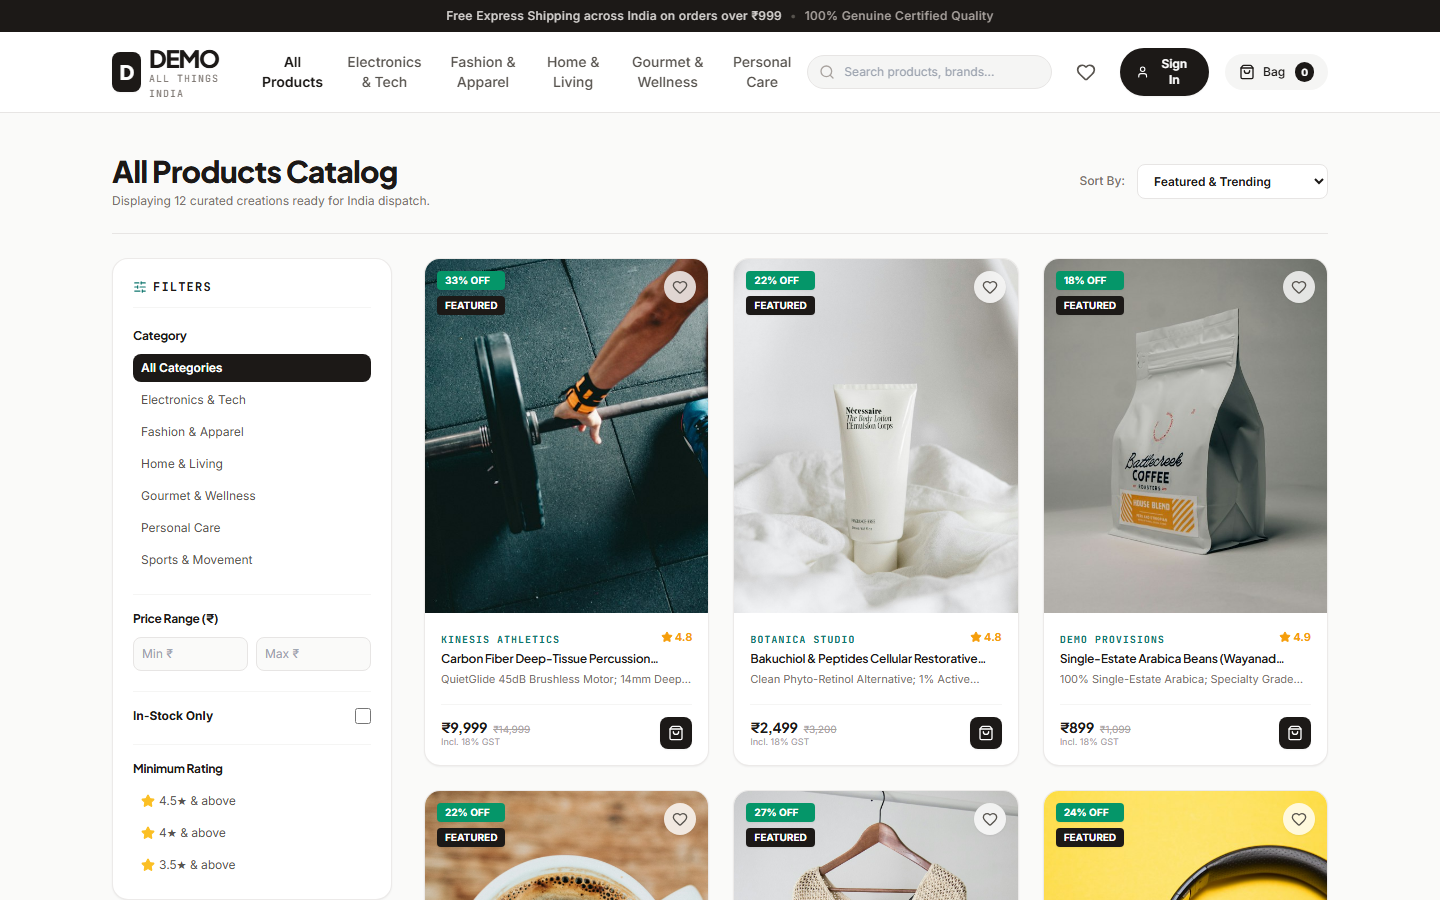 Free Express Shipping across India on orders over ₹999 • 100% Genuine Certified Quality
D
DEMO
ALL THINGS
INDIA
All
Products
Electronics
& Tech
Fashion &
Apparel
Home &
Living
Gourmet &
Wellness
Personal
Care
Search products, brands...
Sign
In
Bag 0
All Products Catalog
Displaying 12 curated creations ready for India dispatch.
Sort By: Featured & Trending
FILTERS
Category
All Categories
Electronics & Tech
Fashion & Apparel
Home & Living
Gourmet & Wellness
Personal Care
Sports & Movement
Price Range (₹)
Min ₹ Max ₹
In-Stock Only
Minimum Rating
4.5★ & above
4★ & above
3.5★ & above
33% OFF
FEATURED
KINESIS ATHLETICS 4.8
Carbon Fiber Deep-Tissue Percussion...
QuietGlide 45dB Brushless Motor; 14mm Deep...
₹9,999 ₹14,999
Incl. 18% GST
22% OFF
FEATURED
Nécessaire
The Body Lotion
L'Émulsion Corps
BOTANICA STUDIO 4.8
Bakuchiol & Peptides Cellular Restorative...
Clean Phyto-Retinol Alternative; 1% Active...
₹2,499 ₹3,200
Incl. 18% GST
18% OFF
FEATURED
Battlecreek
COFFEE
ROASTERS
HOUSE BLEND
DEMO PROVISIONS 4.9
Single-Estate Arabica Beans (Wayanad...
100% Single-Estate Arabica; Specialty Grade...
₹899 ₹1,099
Incl. 18% GST
22% OFF
FEATURED
27% OFF
FEATURED
24% OFF
FEATURED